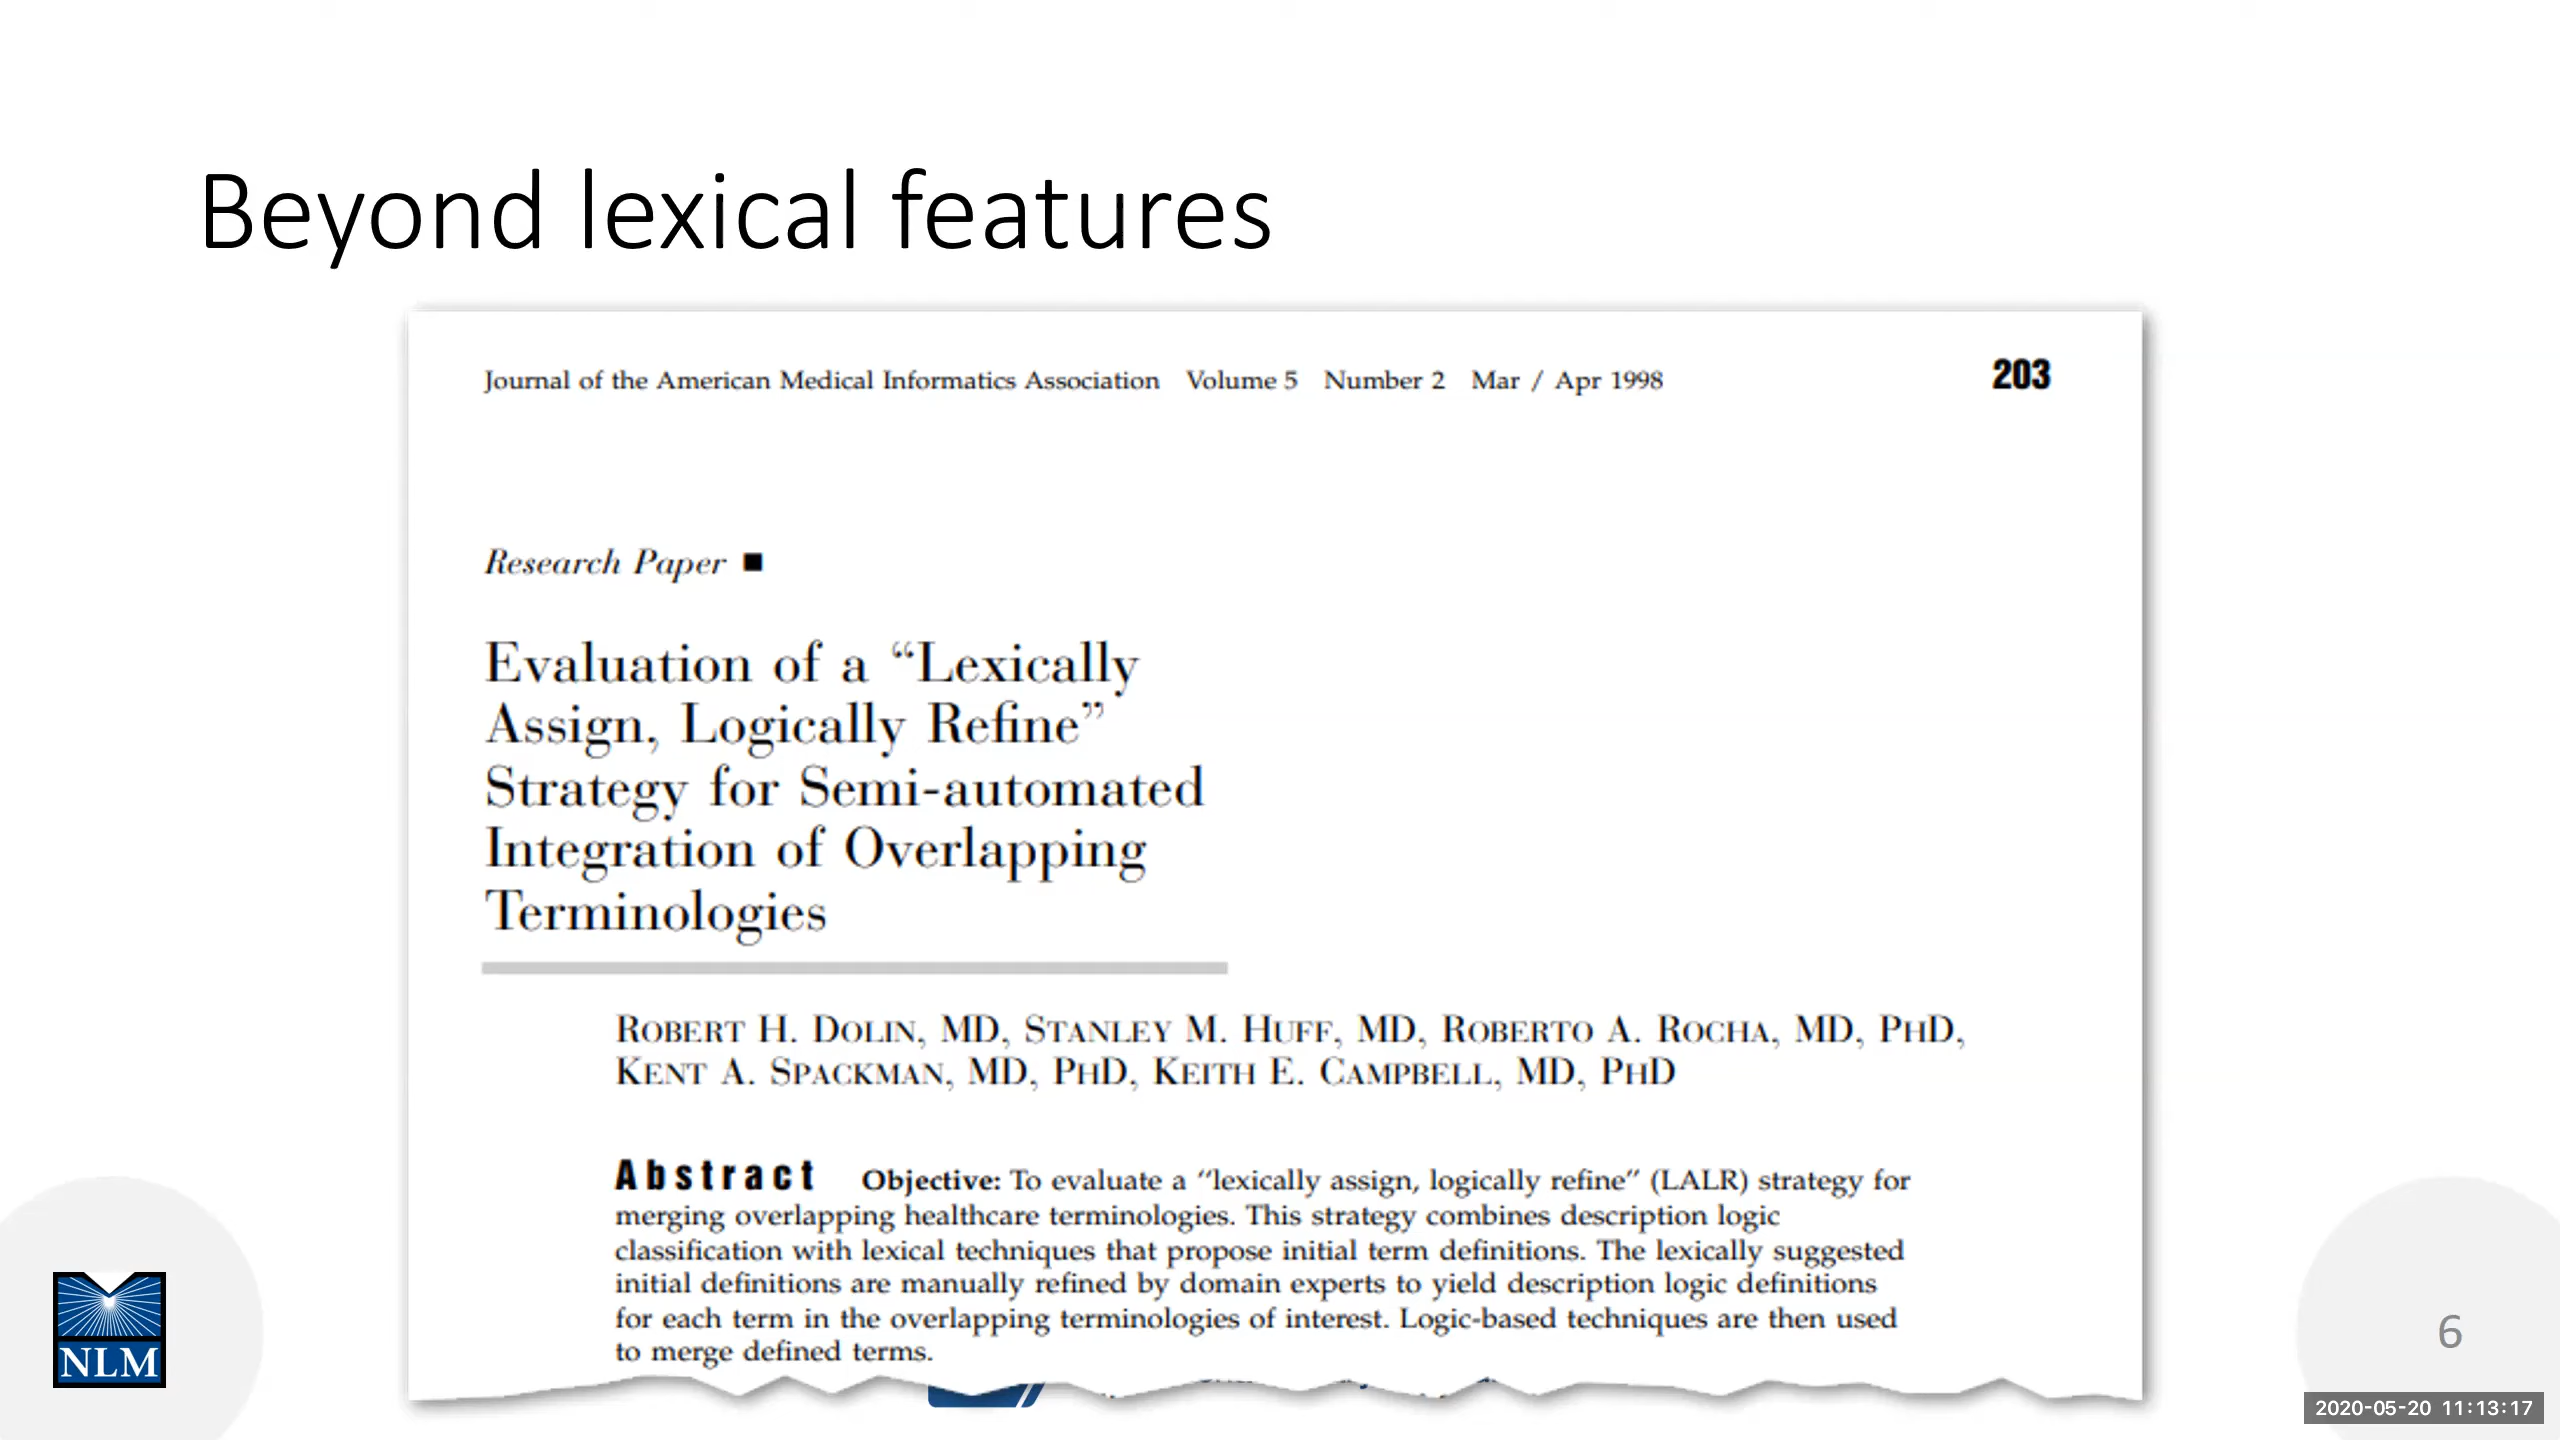 Beyond lexical features
Journal of the American Medical Informatics Association Volume 5 Number 2 Mar / Apr 1998 203
Research Paper ■
Evaluation of a “Lexically
Assign, Logically Refine”
Strategy for Semi-automated
Integration of Overlapping
Terminologies
ROBERT H. DOLIN, MD, STANLEY M. HUFF, MD, ROBERTO A. ROCHA, MD, PHD,
KENT A. SPACKMAN, MD, PHD, KEITH E. CAMPBELL, MD, PHD
Abstract Objective: To evaluate a “lexically assign, logically refine” (LALR) strategy for
merging overlapping healthcare terminologies. This strategy combines description logic
classification with lexical techniques that propose initial term definitions. The lexically suggested
initial definitions are manually refined by domain experts to yield description logic definitions
for each term in the overlapping terminologies of interest. Logic-based techniques are then used
to merge defined terms.
NLM
6
2020-05-20 11:13:17